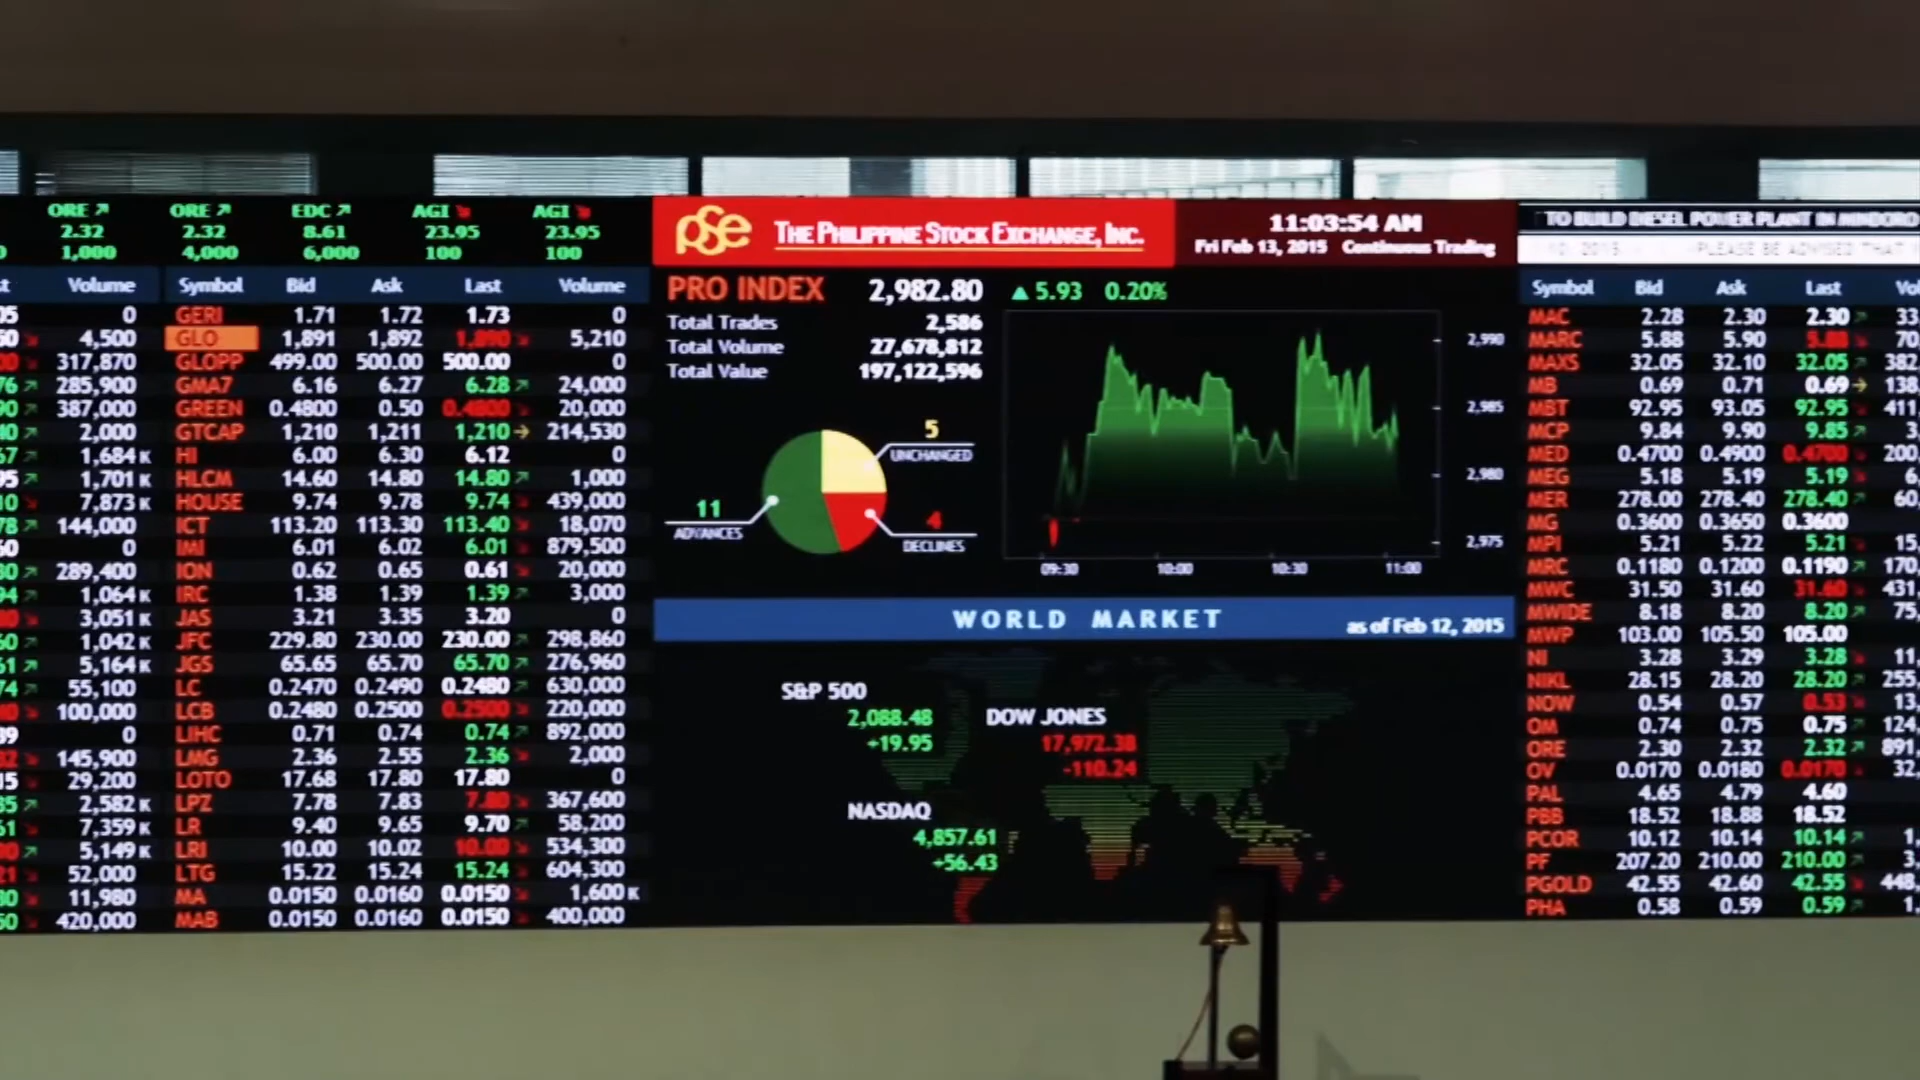 ORE ↗ ORE ↗ EDC ↗ AGI ↘ AGI ↘
2.32 2.32 8.61 23.95 23.95
1,000 4,000 6,000 100 100
Volume
0
4,500
317,870
285,900
387,000
2,000
1,684 K
1,701 K
7,873 K
144,000
0
289,400
1,064 K
3,051 K
1,042 K
5,164 K
55,100
100,000
0
145,900
29,200
2,582 K
7,359 K
5,149 K
52,000
11,980
420,000
Symbol Bid Ask Last Volume
GERI 1.71 1.72 1.73 0
GLO 1,891 1,892 1,890 ↘ 5,210
GLOPP 499.00 500.00 500.00 0
GMA7 6.16 6.27 6.28 ↗ 24,000
GREEN 0.4800 0.50 0.4800 ↘ 20,000
GTCAP 1,210 1,211 1,210 → 214,530
HI 6.00 6.30 6.12 0
HLCM 14.60 14.80 14.80 ↗ 1,000
HOUSE 9.74 9.78 9.74 ↘ 439,000
ICT 113.20 113.30 113.40 ↘ 18,070
IMI 6.01 6.02 6.01 ↘ 879,500
ION 0.62 0.65 0.61 ↘ 20,000
IRC 1.38 1.39 1.39 ↗ 3,000
JAS 3.21 3.35 3.20 0
JFC 229.80 230.00 230.00 ↗ 298,860
JGS 65.65 65.70 65.70 ↗ 276,960
LC 0.2470 0.2490 0.2480 ↗ 630,000
LCB 0.2480 0.2500 0.2500 ↘ 220,000
LIHC 0.71 0.74 0.74 ↗ 892,000
LMG 2.36 2.55 2.36 ↘ 2,000
LOTO 17.68 17.80 17.80 0
LPZ 7.78 7.83 ↘ 367,600
LR 9.40 9.65 9.70 ↗ 58,200
LRI 10.00 10.02 10.00 ↘ 534,300
LTG 15.22 15.24 15.24 ↘ 604,300
MA 0.0150 0.0160 0.0150 ↘ 1,600 K
MAB 0.0150 0.0160 0.0150 ↘ 400,000
pse THE PHILIPPINE STOCK EXCHANGE, INC.
11:03:54 AM
Fri Feb 13, 2015 Continuous Trading
PRO INDEX 2,982.80 ▲ 5.93 0.20%
Total Trades 2,586
Total Volume 27,678,812
Total Value 197,122,596
5
UNCHANGED
11
ADVANCES
4
DECLINES
2,990
2,985
2,980
2,975
09:30 10:00 10:30 11:00
WORLD MARKET as of Feb 12, 2015
S&P 500
2,088.48
+19.95
DOW JONES
17,972.38
-110.24
NASDAQ
4,857.61
+56.43
TO BUILD DIESEL POWER PLANT IN MINDORO
2015 PLEASE BE ADVISED THAT
Symbol Bid Ask Last
MAC 2.28 2.30 2.30 ↗
MARC 5.88 5.90 ↘
MAXS 32.05 32.10 32.05 ↗
MB 0.69 0.71 0.69 →
MBT 92.95 93.05 92.95 ↘
MCP 9.84 9.90 9.85 ↗
MED 0.4700 0.4900 0.4700 ↘
MEG 5.18 5.19 5.19 ↘
MER 278.00 278.40 278.40 ↗
MG 0.3600 0.3650 0.3600
MPI 5.21 5.22 5.21 ↘
MRC 0.1180 0.1200 0.1190 ↗
MWC 31.50 31.60 31.60 ↘
MWIDE 8.18 8.20 8.20 ↗
MWP 103.00 105.50 105.00
NI 3.28 3.29 3.28 ↘
NIKL 28.15 28.20 28.20 ↗
NOW 0.54 0.57 0.53 ↘
OM 0.74 0.75 0.75 ↗
ORE 2.30 2.32 2.32 ↗
OV 0.0170 0.0180 0.0170 ↘
PAL 4.65 4.79 4.60
PBB 18.52 18.88 18.52
PCOR 10.12 10.14 10.14 ↗
PF 207.20 210.00 210.00 ↗
PGOLD 42.55 42.60 42.55 ↘
PHA 0.58 0.59 0.59 ↗